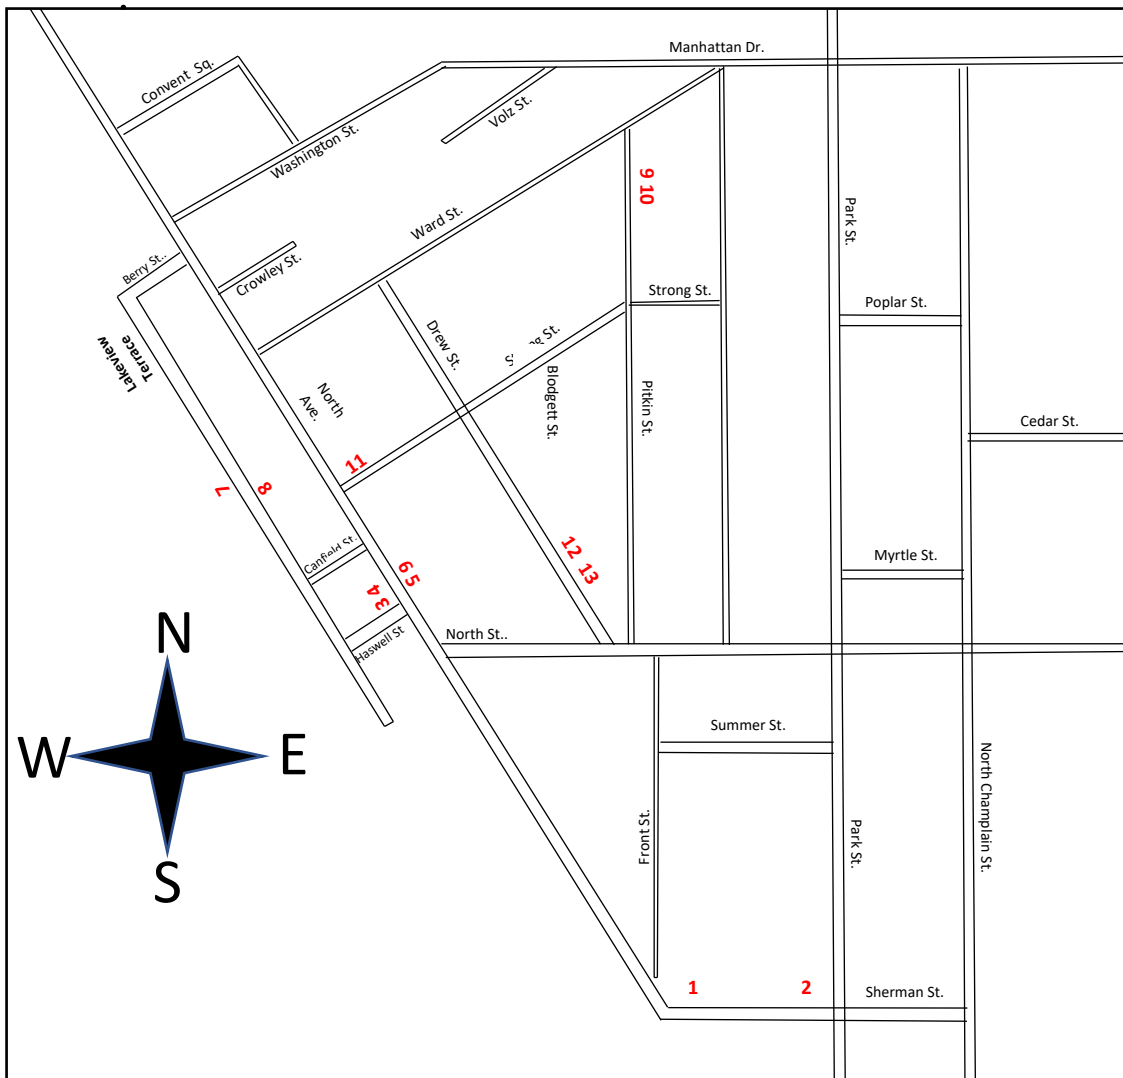 Manhattan Dr.
Convent Sq.
Volz St.
Washington St.
9 10
Park St.
Ward St.
Berry St..
Crowley St.
Strong St.
Poplar St.
Lakeview
Terrace
Drew St.
St.
North
Ave.
Blodgett St.
Pitkin St.
Cedar St.
11
7
8
12 13
Canfield St.
Myrtle St.
6 5
3 4
North St..
Haswell St
N
Summer St.
W
E
North Champlain St.
Front St.
Park St.
S
1
2
Sherman St.